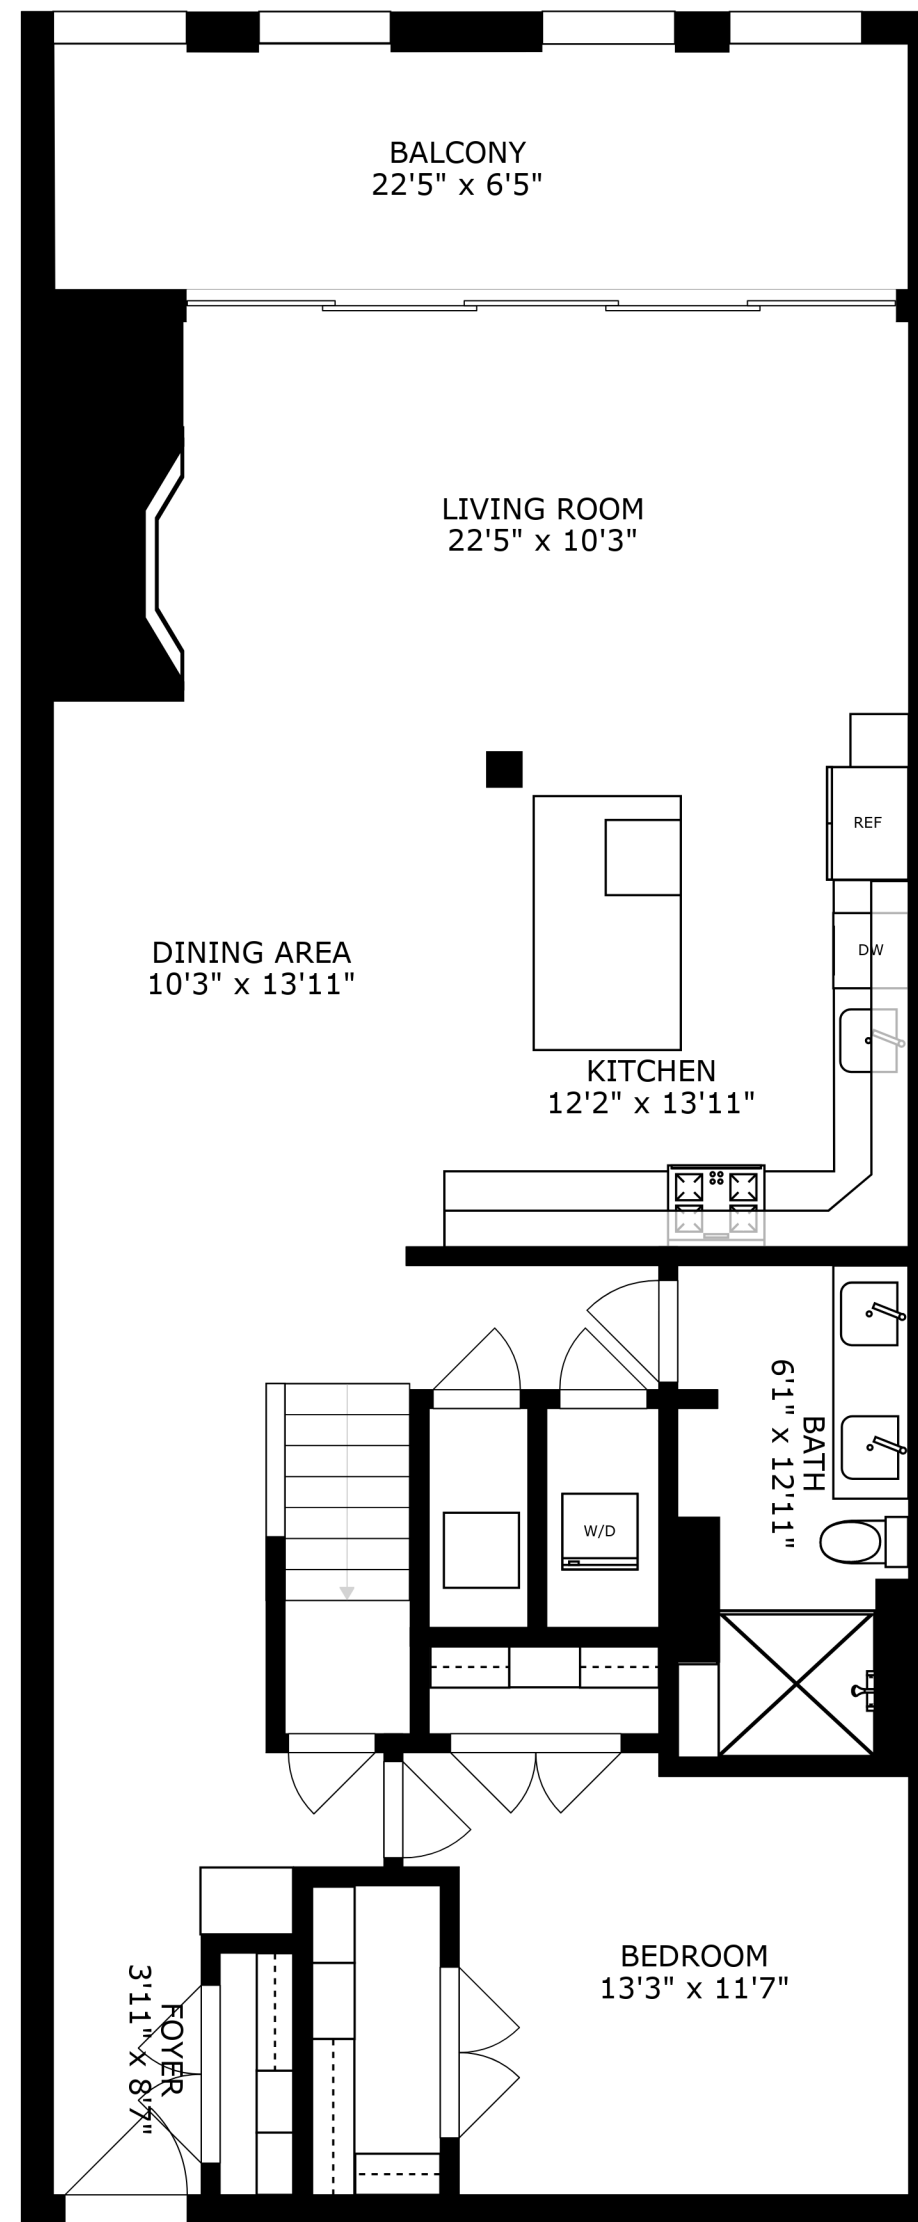 BALCONY
22'5" x 6'5"
LIVING ROOM
22'5" x 10'3"
REF
DINING AREA
10'3" x 13'11"
DW
KITCHEN
12'2" x 13'11"
BATH
6'1" x 12'11"
W/D
BEDROOM
13'3" x 11'7"
FOYER
3'11" x 8'7"